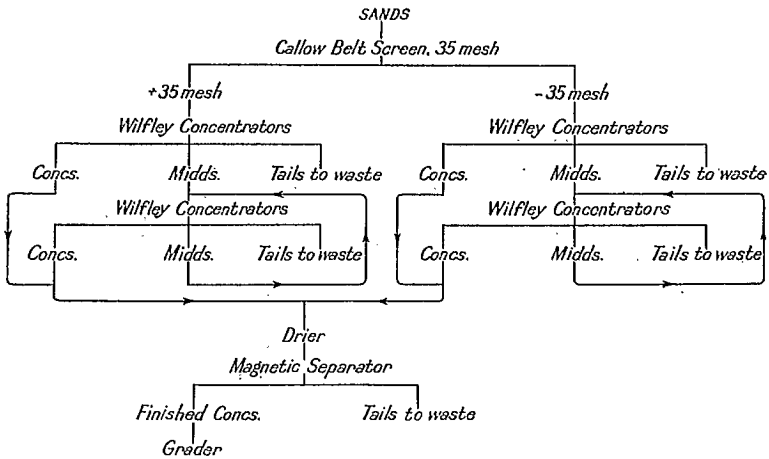 SANDS
Callow Belt Screen, 35 mesh
+35 mesh
-35 mesh
Wilfley Concentrators
Wilfley Concentrators
Concs.
Midds.
Tails to waste
Concs.
Midds.
Tails to waste
Wilfley Concentrators
Wilfley Concentrators
Concs.
Midds.
Tails to waste
Concs.
Midds.
Tails to waste
Drier
Magnetic Separator
Finished Concs.
Tails to waste
Grader